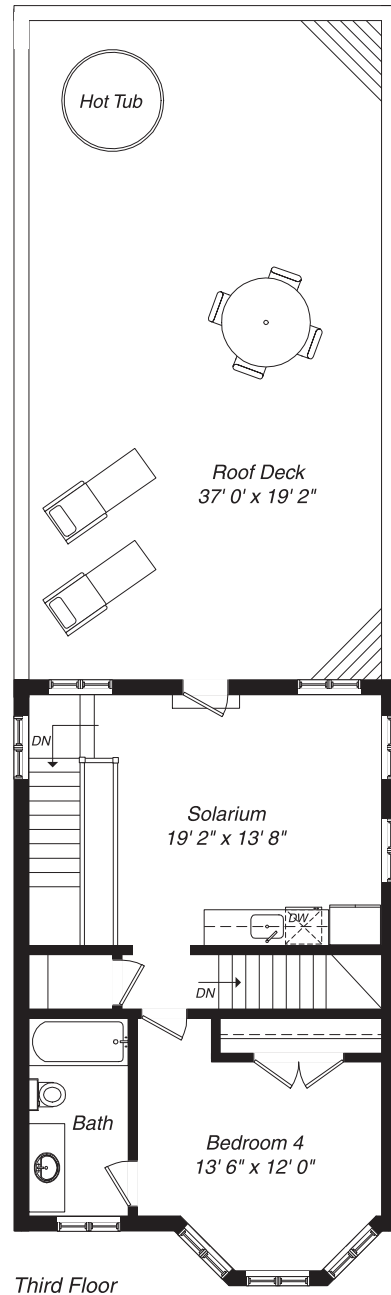 Hot Tub
Roof Deck
37' 0' x 19' 2"
DN
Solarium
19' 2" x 13' 8"
DW
DN
Bath
Bedroom 4
13' 6" x 12' 0"
Third Floor